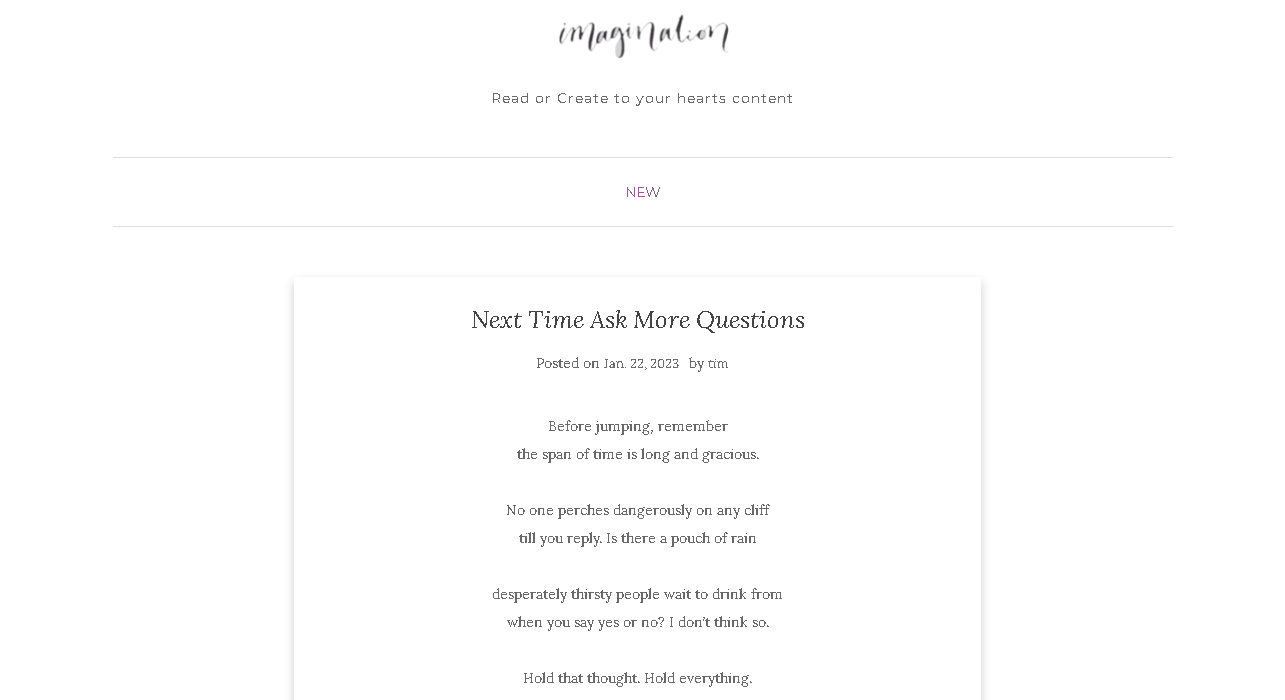 imagination
Read or Create to your hearts content
NEW
Next Time Ask More Questions
Posted on Jan. 22, 2023 by tim
Before jumping, remember
the span of time is long and gracious.
No one perches dangerously on any cliff
till you reply. Is there a pouch of rain
desperately thirsty people wait to drink from
when you say yes or no? I don’t think so.
Hold that thought. Hold everything.